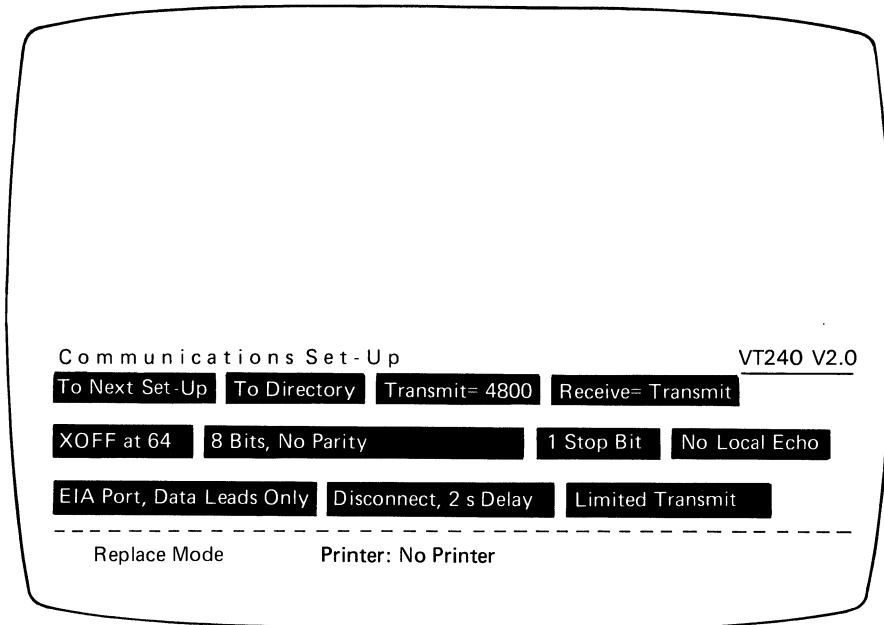 Communications Set-Up VT240 V2.0
To Next Set-Up To Directory Transmit= 4800 Receive= Transmit
XOFF at 64 8 Bits, No Parity 1 Stop Bit No Local Echo
EIA Port, Data Leads Only Disconnect, 2 s Delay Limited Transmit
Replace Mode Printer: No Printer